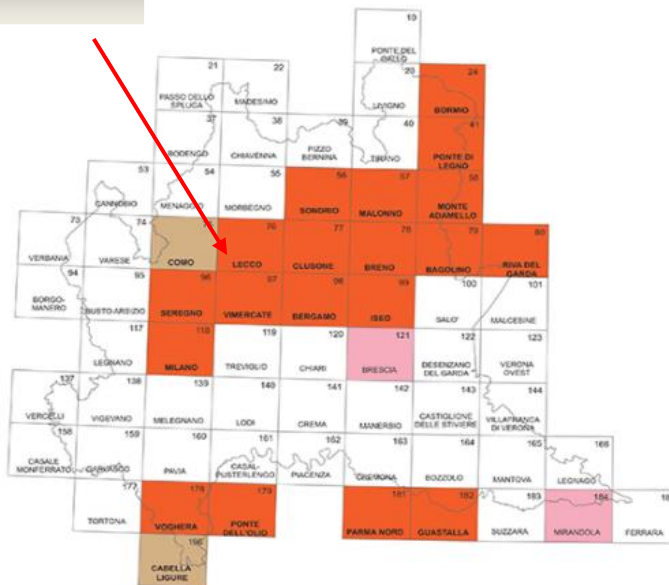 19
PONTE DEL
GALLO
21 22 20 24
PASSO DELLO
SPLUGA MADESIMO LIVIGNO BORMIO
37 38 39 40 41
BODENGO CHIAVENNA PIZZO
BERNINA TIRANO PONTE DI
LEGNO
53 54 55 56 57 58
CANNOBIO MENAGGIO MORBEGNO SONDRIO MALONNO MONTE
ADAMELLO
73 74 75 76 77 78 79 80
VERBANIA VARESE COMO LECCO CLUSONE BRENO BAGOLINO RIVA DEL
GARDA
94 95 96 97 98 99 100 101
BORGO-
MANERO BUSTO ARSIZIO SEREGNO VIMERCATE BERGAMO ISEO SALO' MALCESINE
117 118 119 120 121 122 123
LEGNANO MILANO TREVIGLIO CHIARI BRESCIA DESENZANO
DEL GARDA VERONA
OVEST
137 138 139 140 141 142 143 144
VERCELLI VIGEVANO MELEGNANO LODI CREMA MANERBIO CASTIGLIONE
DELLE STIVIERE VILLAFRANCA
DI VERONA
158 159 160 161 162 163 164 165 166
CASALE
MONFERRATO PAVIA CASAL-
PUSTERLENGO PIACENZA CREMONA BOZZOLO MANTOVA LEGNAGO
177 178 179 181 182 183 184
TORTONA VOGHERA PONTE
DELL'OLIO PARMA NORD GUASTALLA SUZZARA MIRANDOLA FERRARA
196
CABELLA
LIGURE